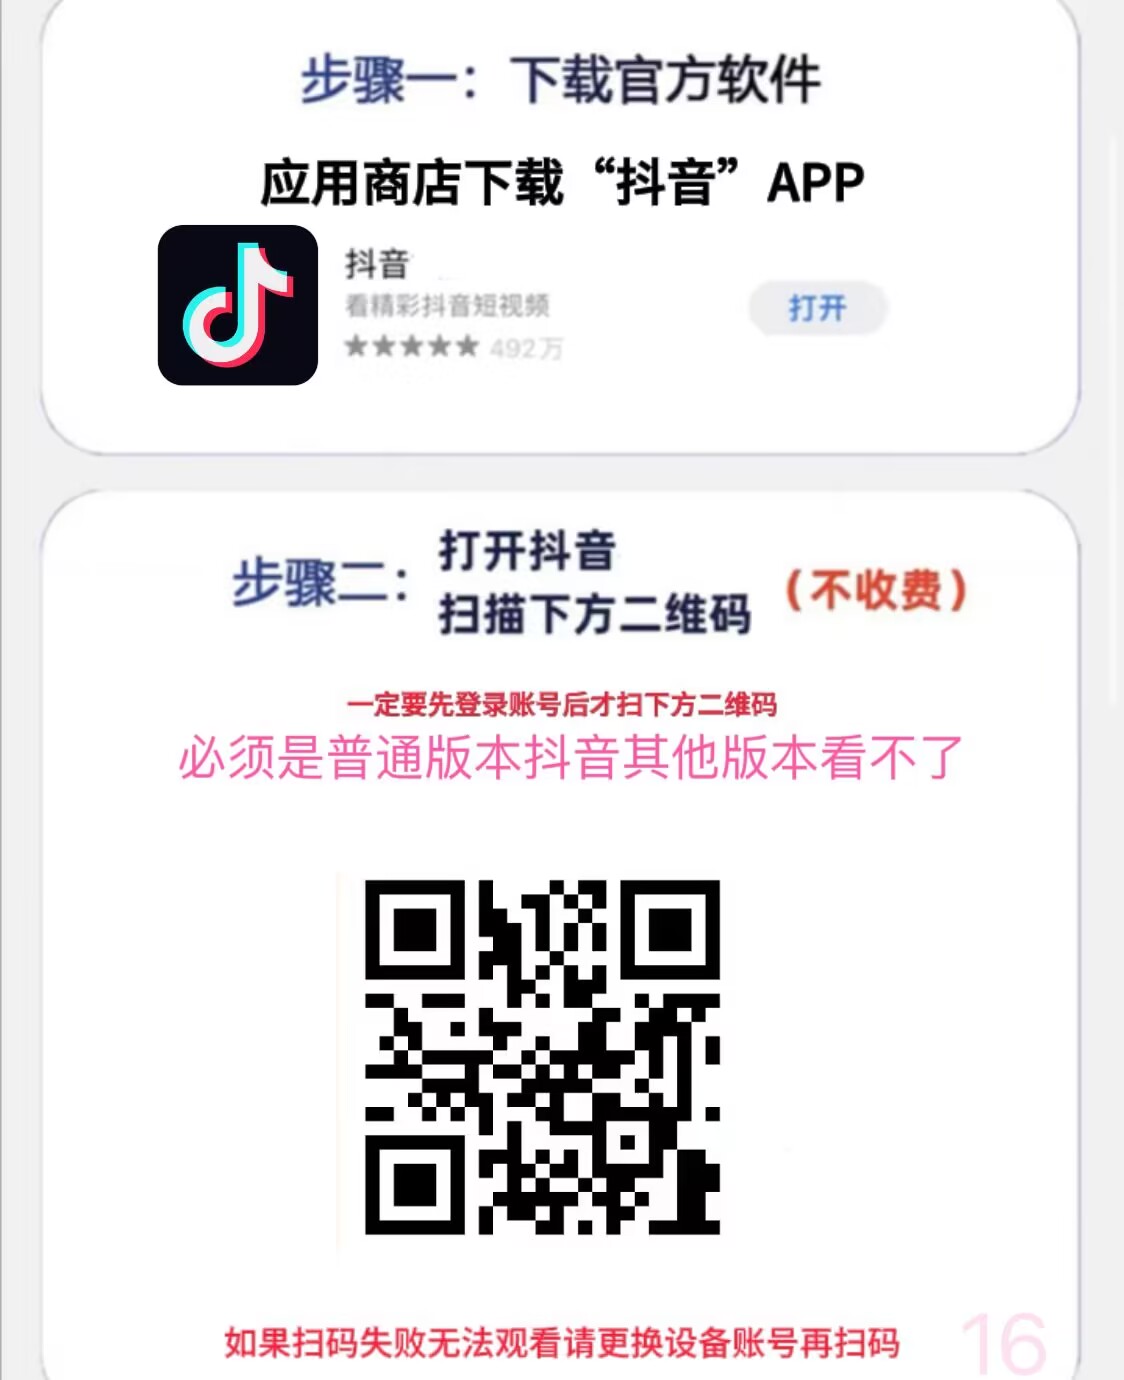 步骤一：下载官方软件
应用商店下载“抖音”APP
抖音
看精彩抖音短视频
★★★★★ 492万
打开
步骤二：
打开抖音
扫描下方二维码
（不收费）
一定要先登录账号后才扫下方二维码
必须是普通版本抖音其他版本看不了
如果扫码失败无法观看请更换设备账号再扫码
16